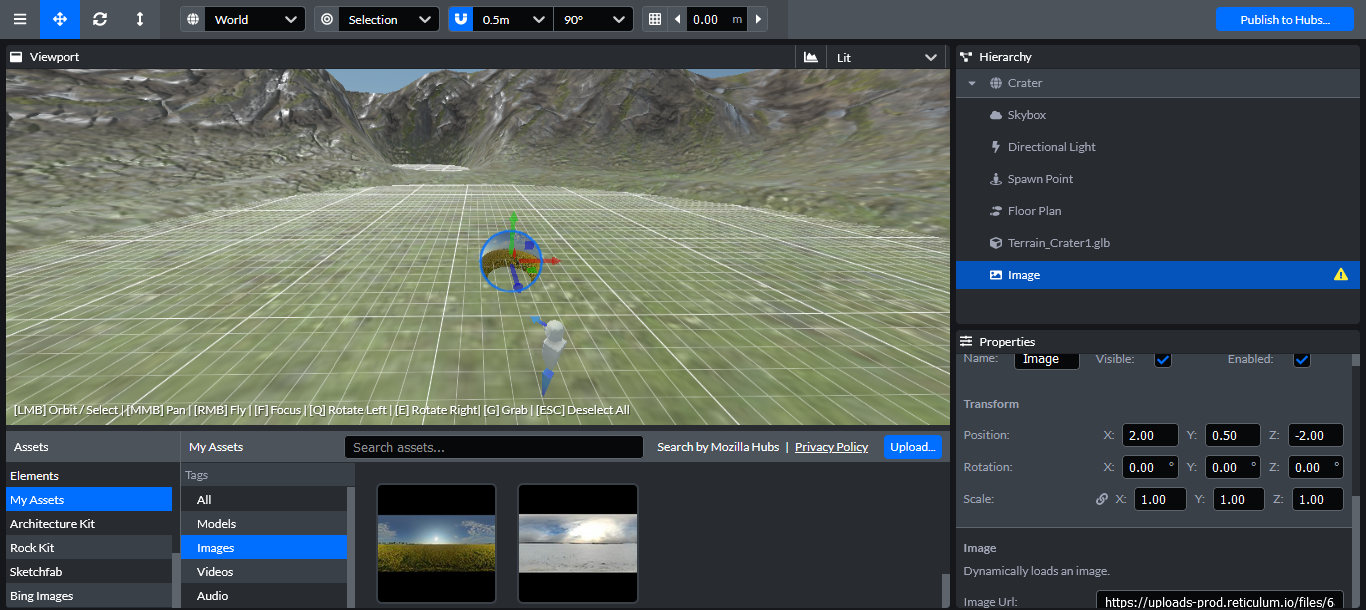 World
Selection
0.5m
90°
0.00 m
Publish to Hubs...
Viewport
Lit
[LMB] Orbit / Select | [MMB] Pan | [RMB] Fly | [F] Focus | [Q] Rotate Left | [E] Rotate Right| [G] Grab | [ESC] Deselect All
Hierarchy
Crater
Skybox
Directional Light
Spawn Point
Floor Plan
Terrain_Crater1.glb
Image
Properties
Name: Image Visible: Enabled:
Transform
Position: X: 2.00 Y: 0.50 Z: -2.00
Rotation: X: 0.00 ° Y: 0.00 ° Z: 0.00 °
Scale: X: 1.00 Y: 1.00 Z: 1.00
Image
Dynamically loads an image.
Image Url: https://uploads-prod.reticulum.io/files/6
Assets
Elements
My Assets
Architecture Kit
Rock Kit
Sketchfab
Bing Images
My Assets
Search assets...
Search by Mozilla Hubs | Privacy Policy
Upload...
Tags
All
Models
Images
Videos
Audio